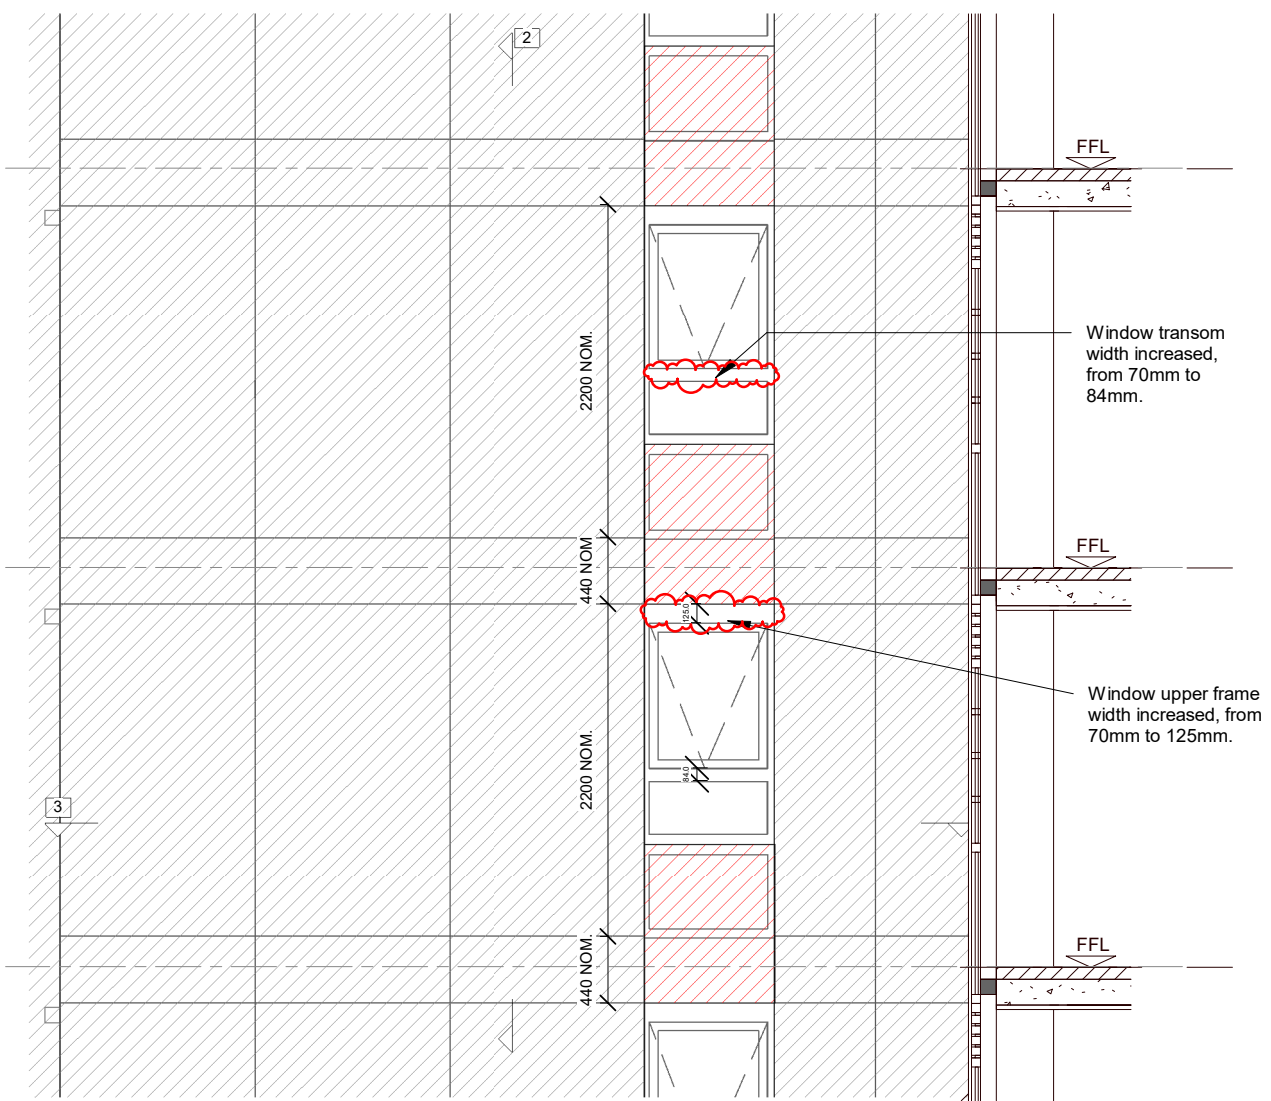 2
FFL
2200 NOM.
Window transom
width increased,
from 70mm to
84mm.
440 NOM
FFL
125.0
Window upper frame
width increased, from
70mm to 125mm.
84.0
2200 NOM.
3
440 NOM.
FFL